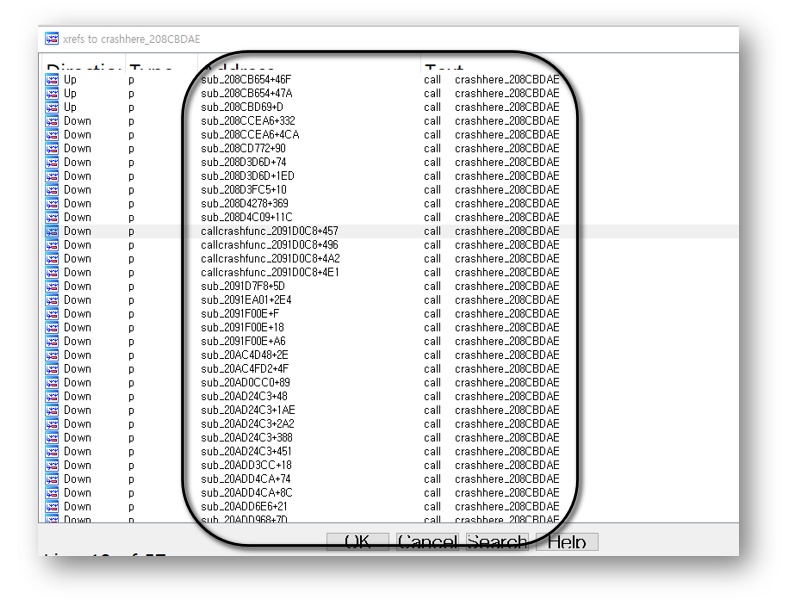 xrefs to crashhere_208CBDAE
Up p sub_208CB654+46F call crashhere_208CBDAE
Up p sub_208CB654+47A call crashhere_208CBDAE
Up p sub_208CBD69+D call crashhere_208CBDAE
Down p sub_208CCEA6+332 call crashhere_208CBDAE
Down p sub_208CCEA6+4CA call crashhere_208CBDAE
Down p sub_208CD772+90 call crashhere_208CBDAE
Down p sub_208D3D6D+74 call crashhere_208CBDAE
Down p sub_208D3D6D+1ED call crashhere_208CBDAE
Down p sub_208D3FC5+10 call crashhere_208CBDAE
Down p sub_208D4278+369 call crashhere_208CBDAE
Down p sub_208D4C09+11C call crashhere_208CBDAE
Down p callcrashfunc_2091D0C8+457 call crashhere_208CBDAE
Down p callcrashfunc_2091D0C8+496 call crashhere_208CBDAE
Down p callcrashfunc_2091D0C8+4A2 call crashhere_208CBDAE
Down p callcrashfunc_2091D0C8+4E1 call crashhere_208CBDAE
Down p sub_2091D7F8+5D call crashhere_208CBDAE
Down p sub_2091EA01+2E4 call crashhere_208CBDAE
Down p sub_2091F00E+F call crashhere_208CBDAE
Down p sub_2091F00E+18 call crashhere_208CBDAE
Down p sub_2091F00E+A6 call crashhere_208CBDAE
Down p sub_20AC4D48+2E call crashhere_208CBDAE
Down p sub_20AC4FD2+4F call crashhere_208CBDAE
Down p sub_20AD0CC0+89 call crashhere_208CBDAE
Down p sub_20AD24C3+48 call crashhere_208CBDAE
Down p sub_20AD24C3+1AE call crashhere_208CBDAE
Down p sub_20AD24C3+2A2 call crashhere_208CBDAE
Down p sub_20AD24C3+388 call crashhere_208CBDAE
Down p sub_20AD24C3+451 call crashhere_208CBDAE
Down p sub_20ADD3CC+18 call crashhere_208CBDAE
Down p sub_20ADD4CA+74 call crashhere_208CBDAE
Down p sub_20ADD4CA+8C call crashhere_208CBDAE
Down p sub_20ADD6E6+21 call crashhere_208CBDAE
Down p sub_20ADD968+7D call crashhere_208CBDAE
OK Cancel Search Help